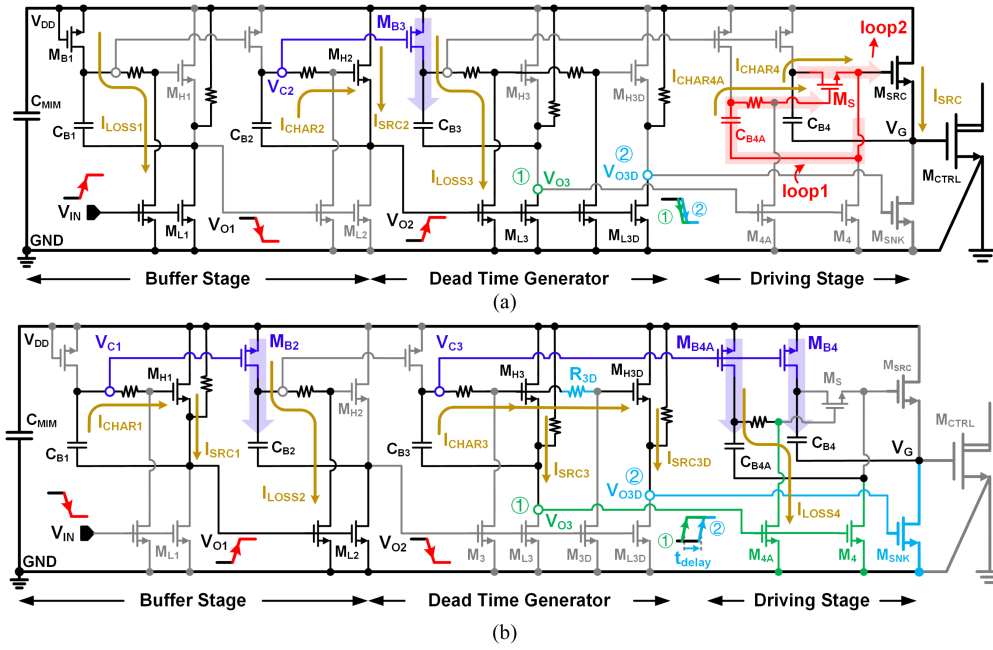 VDD
MB1
CMIM
CB1
ILOSS1
MH1
VIN
ML1
VO1
GND
VC2
MH2
CB2
ICHAR2
ISRC2
ML2
VO2
MB3
CB3
ILOSS3
MH3
①
VO3
ML3
MH3D
②
VO3D
ML3D
①
②
ICHAR4A
ICHAR4
loop2
MS
MSRC
ISRC
CB4A
CB4
VG
loop1
MCTRL
M4A
M4
MSNK
Buffer Stage
Dead Time Generator
Driving Stage
(a)
VDD
VC1
MH1
MB2
CMIM
ICHAR1
CB1
ISRC1
VIN
ML1
VO1
GND
CB2
ILOSS2
MH2
ML2
VO2
VC3
MH3
R3D
MH3D
CB3
ICHAR3
ISRC3
ISRC3D
①
VO3
②
VO3D
M3
ML3
M3D
ML3D
①
②
tdelay
MB4A
MB4
MS
MSRC
CB4A
CB4
VG
MCTRL
ILOSS4
M4A
M4
MSNK
Buffer Stage
Dead Time Generator
Driving Stage
(b)